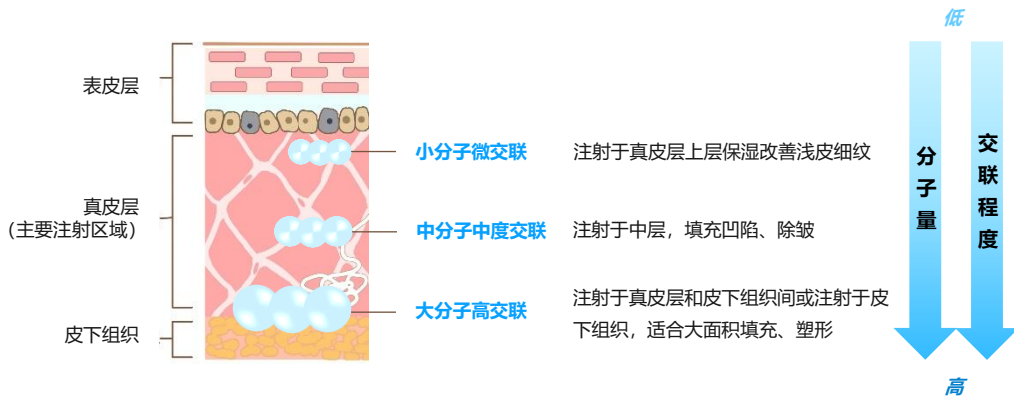 低
表皮层
小分子微交联
注射于真皮层上层保湿改善浅皮细纹
真皮层
(主要注射区域)
中分子中度交联
注射于中层，填充凹陷、除皱
大分子高交联
注射于真皮层和皮下组织间或注射于皮
下组织，适合大面积填充、塑形
皮下组织
分子量
交联程度
高